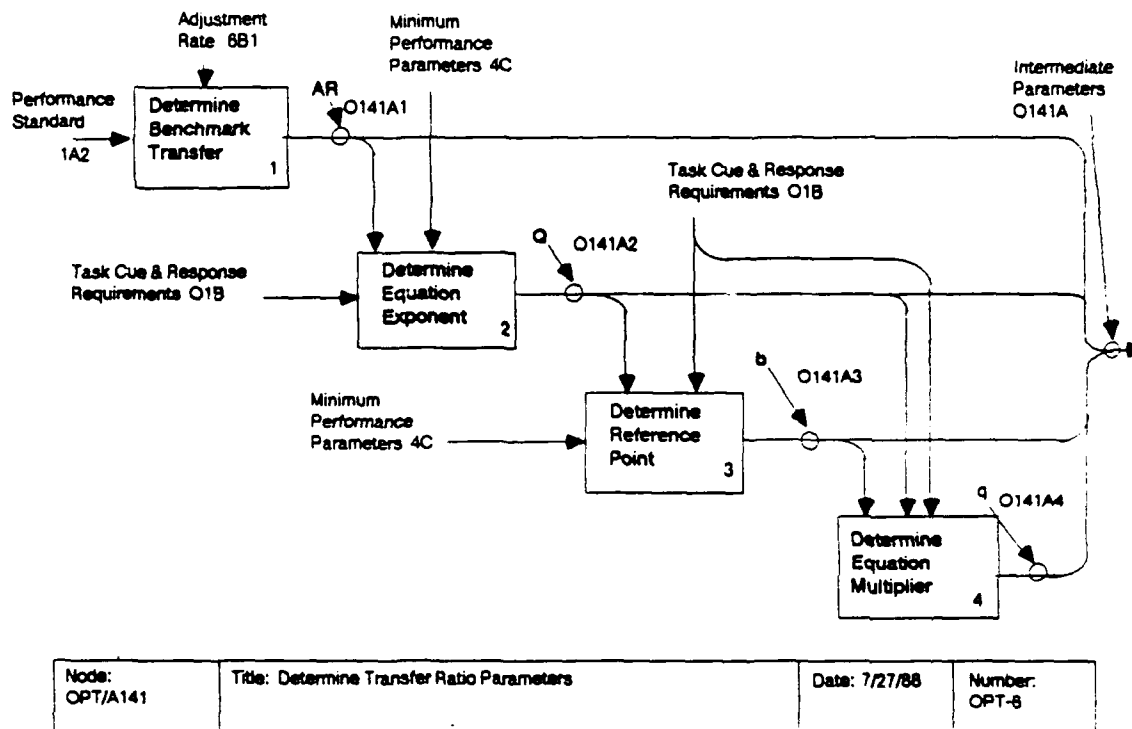 Adjustment
Rate 6B1
Minimum
Performance
Parameters 4C
Intermediate
Parameters
O141A
Performance
Standard
1A2
Determine
Benchmark
Transfer
1
AR
O141A1
Task Cue & Response
Requirements O1B
Task Cue & Response
Requirements O1B
Determine
Equation
Exponent
2
Q
O141A2
Minimum
Performance
Parameters 4C
Determine
Reference
Point
3
b
O141A3
Determine
Equation
Multiplier
4
q
O141A4
Node:
OPT/A141
Title: Determine Transfer Ratio Parameters
Date: 7/27/88
Number:
OPT-8